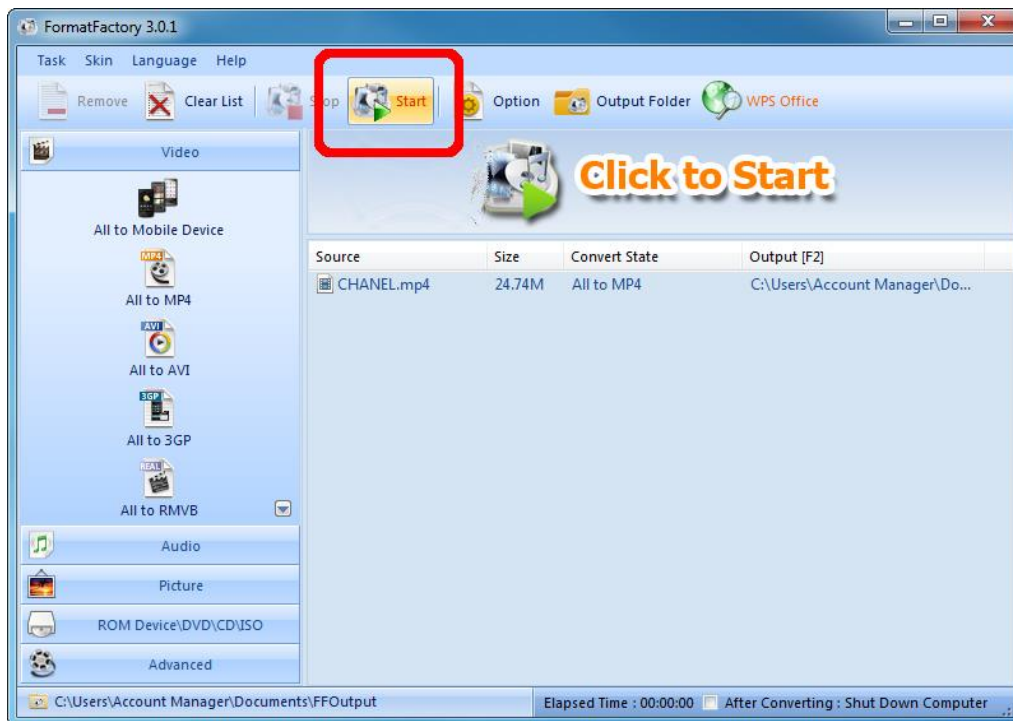 FormatFactory 3.0.1
Task Skin Language Help
Remove Clear List Stop Start Option Output Folder WPS Office
Video
Click to Start
All to Mobile Device
Source Size Convert State Output [F2]
CHANEL.mp4 24.74M All to MP4 C:\Users\Account Manager\Do...
MP4
All to MP4
AVI
All to AVI
3GP
All to 3GP
REAL
All to RMVB
Audio
Picture
ROM Device\DVD\CD\ISO
Advanced
C:\Users\Account Manager\Documents\FFOutput Elapsed Time : 00:00:00 After Converting : Shut Down Computer